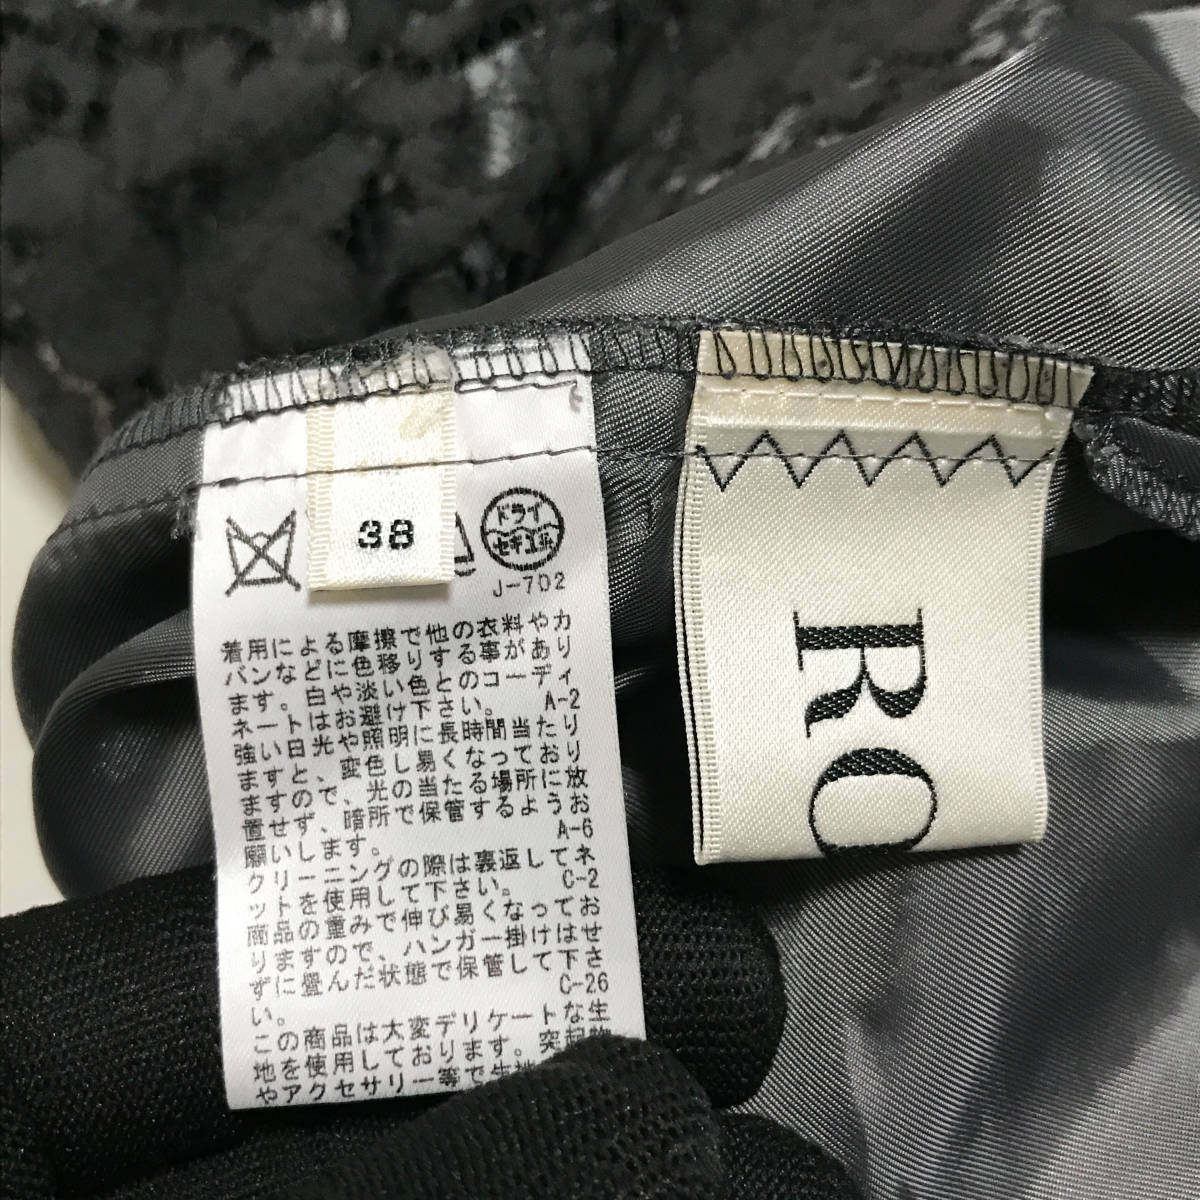 38
ドライ
セキユ系
J-702
着用による摩擦で他の衣料やカ
バンなどに色移りする事があり
ます。白や淡い色とのコーディ
ネートはお避け下さい。 A-2
強い日光や照明に長時間当たり
ますと、変色し易くなっており
ますので、光の当たる場所に放
置せず、暗所で保管するようお
願いします。 A-6
クリーニングの際は裏返してネ
ットを使用して下さい。 C-2
商品の重みで伸び易くなってお
りますので、ハンガー掛けはせ
ずに畳んだ状態で保管して下さ
い。 C-26
この商品は大変デリケートな生
地を使用しております。突起物
やアクセサリー等で生地
RO